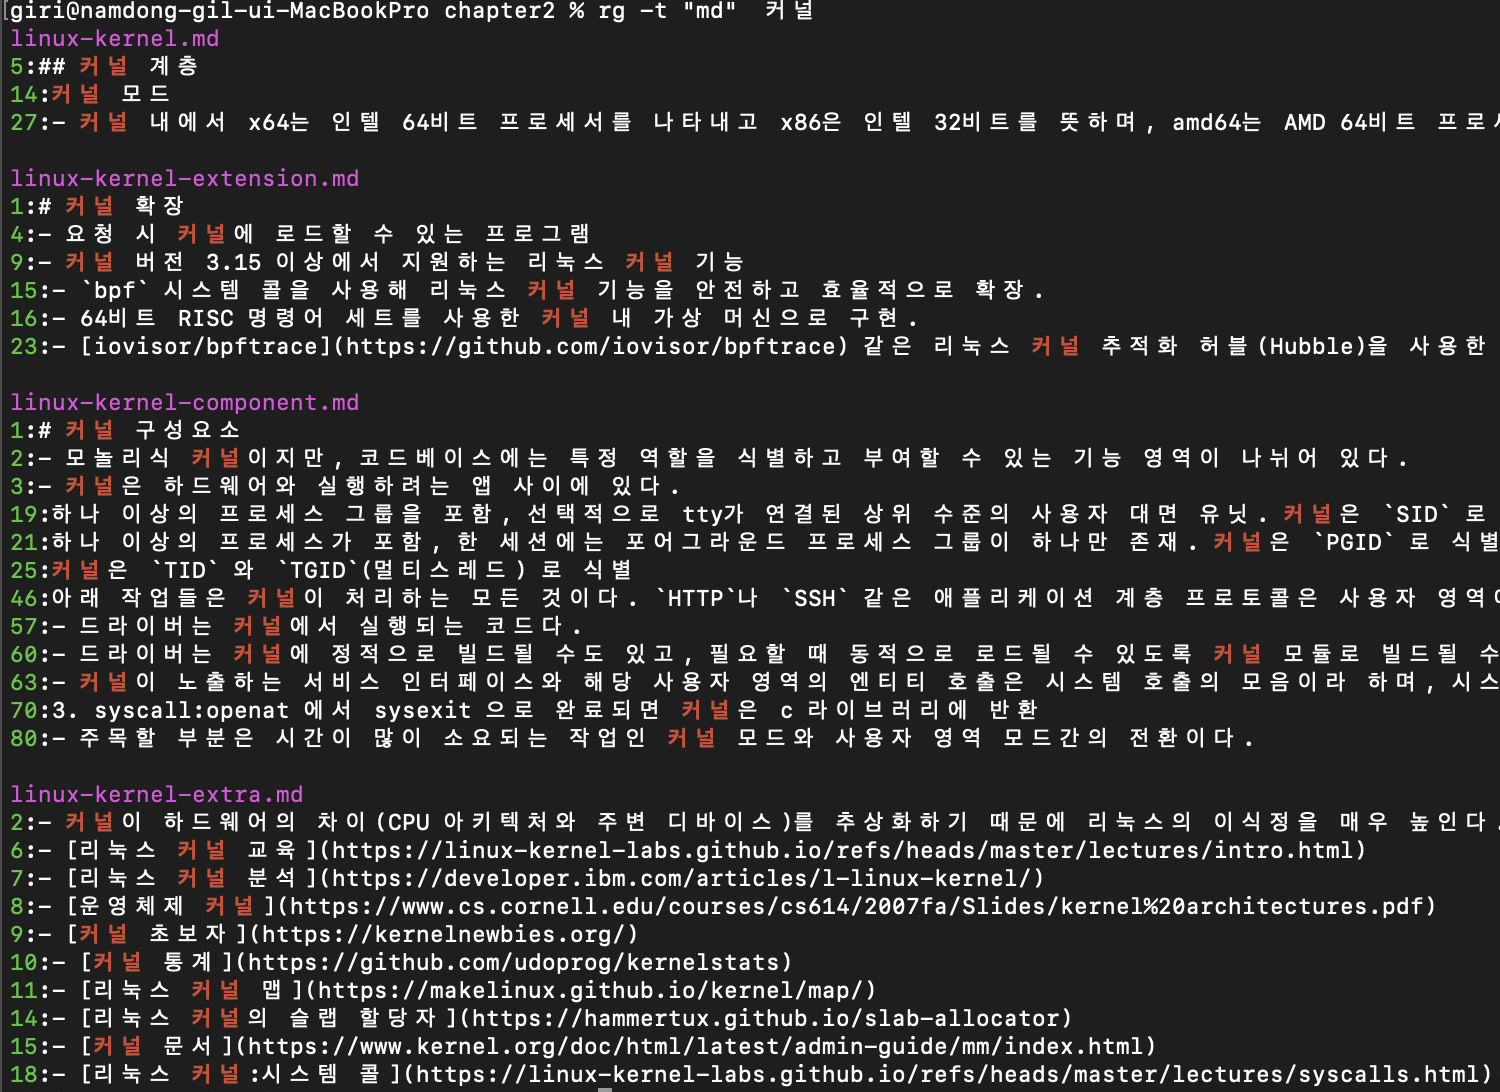 [giri@namdong-gil-ui-MacBookPro chapter2 % rg -t "md"  커널
linux-kernel.md
5:## 커널 계층
14:커널 모드
27:- 커널 내에서 x64는 인텔 64비트 프로세서를 나타내고 x86은 인텔 32비트를 뜻하며, amd64는 AMD 64비트 프로

linux-kernel-extension.md
1:# 커널 확장
4:- 요청 시 커널에 로드할 수 있는 프로그램
9:- 커널 버전 3.15 이상에서 지원하는 리눅스 커널 기능
15:- `bpf` 시스템 콜을 사용해 리눅스 커널 기능을 안전하고 효율적으로 확장.
16:- 64비트 RISC 명령어 세트를 사용한 커널 내 가상 머신으로 구현.
23:- [iovisor/bpftrace](https://github.com/iovisor/bpftrace) 같은 리눅스 커널 추적화 허블(Hubble)을 사용한

linux-kernel-component.md
1:# 커널 구성요소
2:- 모놀리식 커널이지만, 코드베이스에는 특정 역할을 식별하고 부여할 수 있는 기능 영역이 나뉘어 있다.
3:- 커널은 하드웨어와 실행하려는 앱 사이에 있다.
19:하나 이상의 프로세스 그룹을 포함, 선택적으로 tty가 연결된 상위 수준의 사용자 대면 유닛. 커널은 `SID` 로
21:하나 이상의 프로세스가 포함, 한 세션에는 포어그라운드 프로세스 그룹이 하나만 존재. 커널은 `PGID` 로 식별
25:커널은 `TID` 와 `TGID`(멀티스레드) 로 식별
46:아래 작업들은 커널이 처리하는 모든 것이다. `HTTP`나 `SSH` 같은 애플리케이션 계층 프로토콜은 사용자 영역
57:- 드라이버는 커널에서 실행되는 코드다.
60:- 드라이버는 커널에 정적으로 빌드될 수도 있고, 필요할 때 동적으로 로드될 수 있도록 커널 모듈로 빌드될 수
63:- 커널이 노출하는 서비스 인터페이스와 해당 사용자 영역의 엔티티 호출은 시스템 호출의 모음이라 하며, 시스
70:3. syscall:openat 에서 sysexit 으로 완료되면 커널은 c 라이브러리에 반환
80:- 주목할 부분은 시간이 많이 소요되는 작업인 커널 모드와 사용자 영역 모드간의 전환이다.

linux-kernel-extra.md
2:- 커널이 하드웨어의 차이(CPU 아키텍처와 주변 디바이스)를 추상화하기 때문에 리눅스의 이식정을 매우 높인다.
6:- [리눅스 커널 교육](https://linux-kernel-labs.github.io/refs/heads/master/lectures/intro.html)
7:- [리눅스 커널 분석](https://developer.ibm.com/articles/l-linux-kernel/)
8:- [운영체제 커널](https://www.cs.cornell.edu/courses/cs614/2007fa/Slides/kernel%20architectures.pdf)
9:- [커널 초보자](https://kernelnewbies.org/)
10:- [커널 통계](https://github.com/udoprog/kernelstats)
11:- [리눅스 커널 맵](https://makelinux.github.io/kernel/map/)
14:- [리눅스 커널의 슬랩 할당자](https://hammertux.github.io/slab-allocator)
15:- [커널 문서](https://www.kernel.org/doc/html/latest/admin-guide/mm/index.html)
18:- [리눅스 커널:시스템 콜](https://linux-kernel-labs.github.io/refs/heads/master/lectures/syscalls.html)